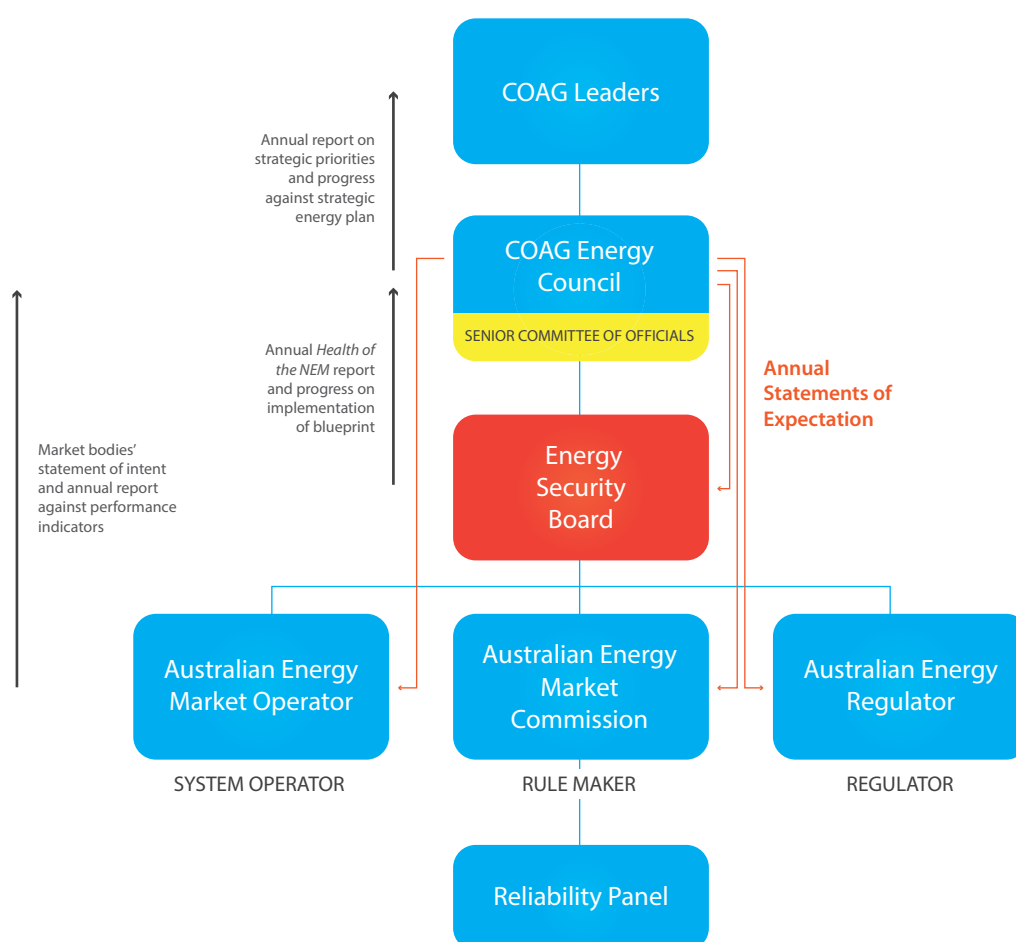 COAG Leaders
Annual report on
strategic priorities
and progress
against strategic
energy plan
COAG Energy
Council
SENIOR COMMITTEE OF OFFICIALS
Annual Health of
the NEM report
and progress on
implementation
of blueprint
Annual
Statements of
Expectation
Market bodies’
statement of intent
and annual report
against performance
indicators
Energy
Security
Board
Australian Energy
Market Operator
Australian Energy
Market
Commission
Australian Energy
Regulator
SYSTEM OPERATOR
RULE MAKER
REGULATOR
Reliability Panel